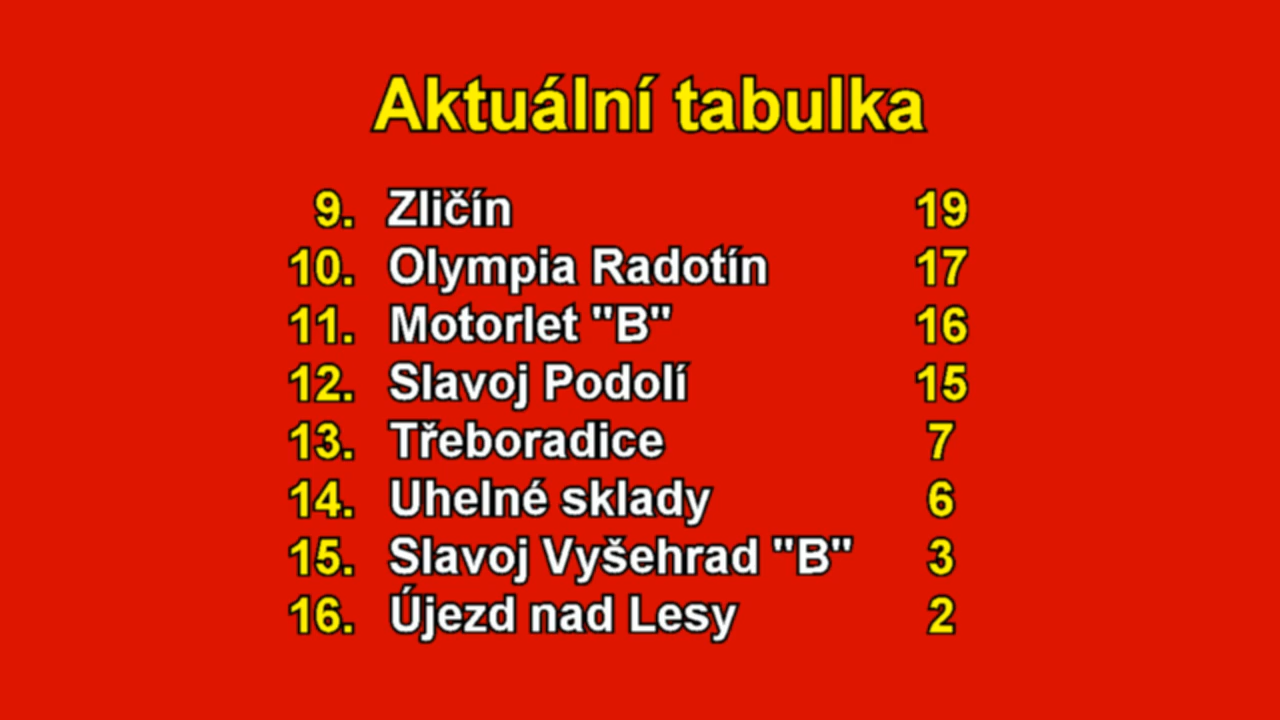 Aktuální tabulka
9. Zličín 19
10. Olympia Radotín 17
11. Motorlet "B" 16
12. Slavoj Podolí 15
13. Třeboradice 7
14. Uhelné sklady 6
15. Slavoj Vyšehrad "B" 3
16. Újezd nad Lesy 2